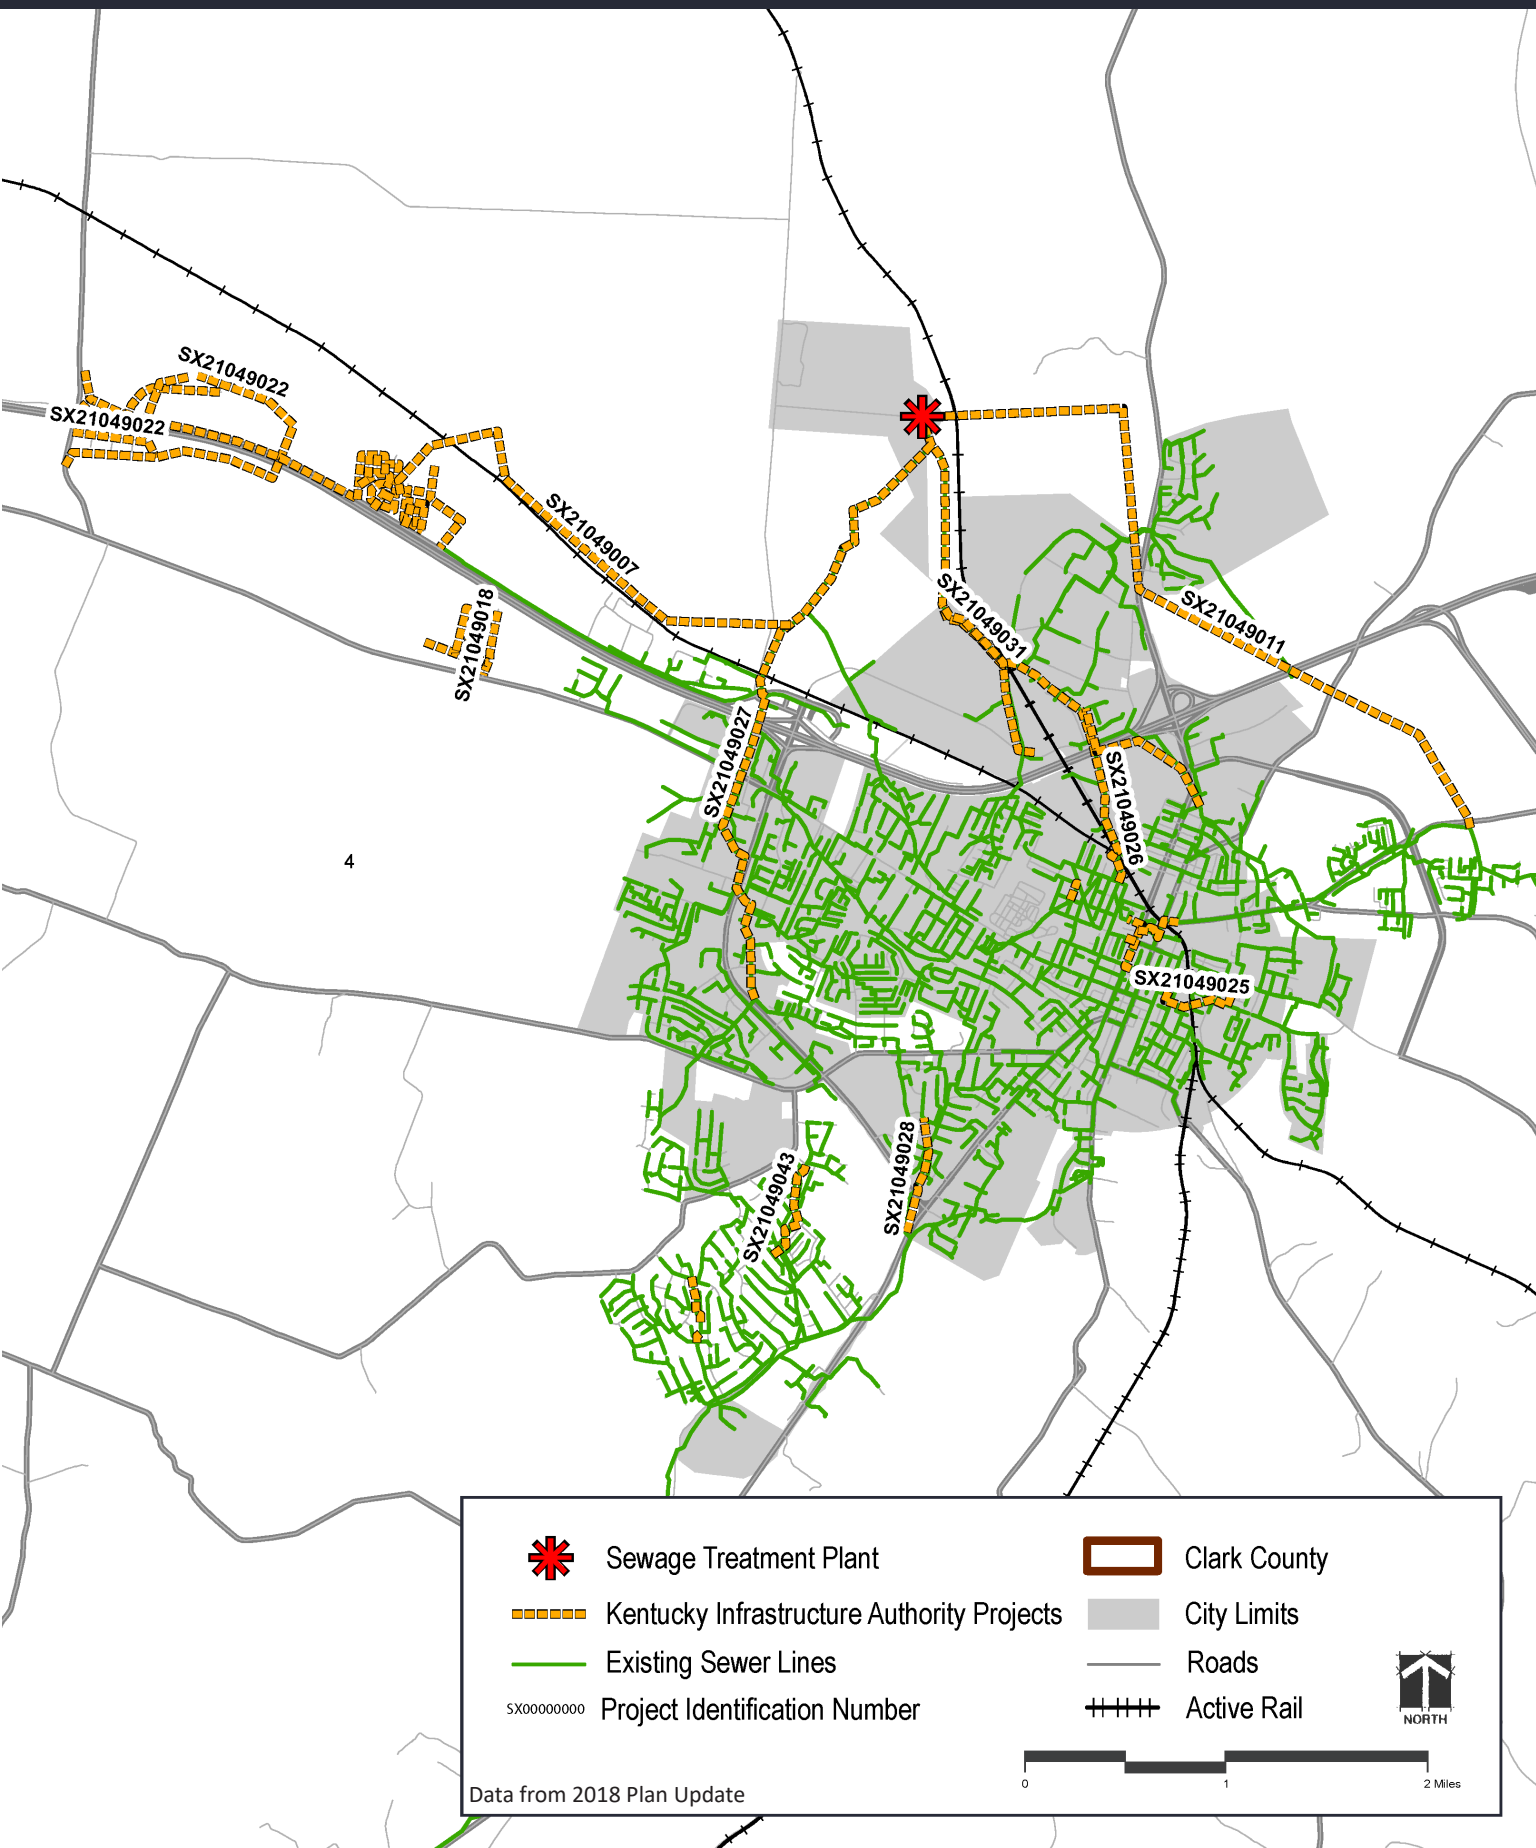 SX21049022
SX21049022
SX21049007
SX21049018
SX21049031
SX21049011
SX21049027
SX21049026
4
SX21049025
SX21049028
SX21049043
Sewage Treatment Plant
Kentucky Infrastructure Authority Projects
Existing Sewer Lines
SX00000000 Project Identification Number
Clark County
City Limits
Roads
Active Rail
NORTH
0 1 2 Miles
Data from 2018 Plan Update